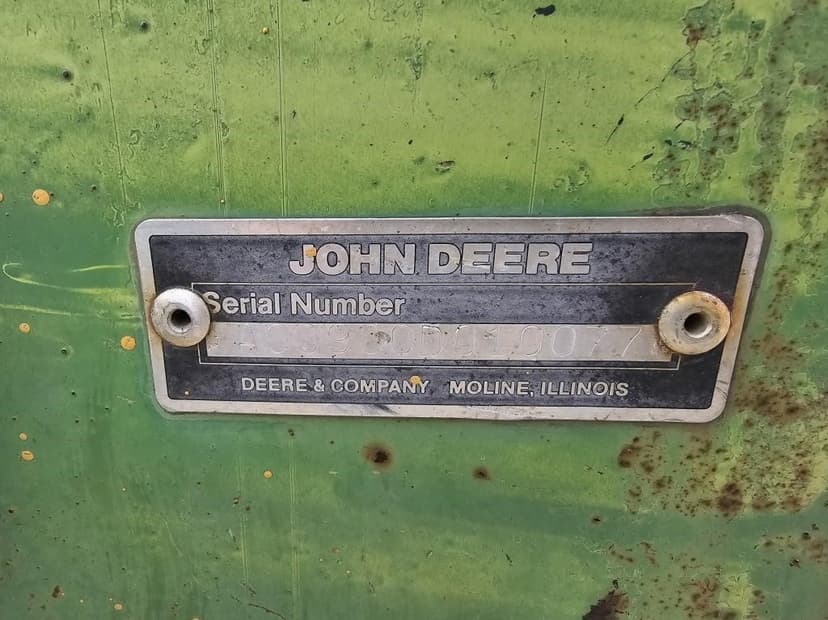 JOHN DEERE
Serial Number
DEERE & COMPANY MOLINE, ILLINOIS